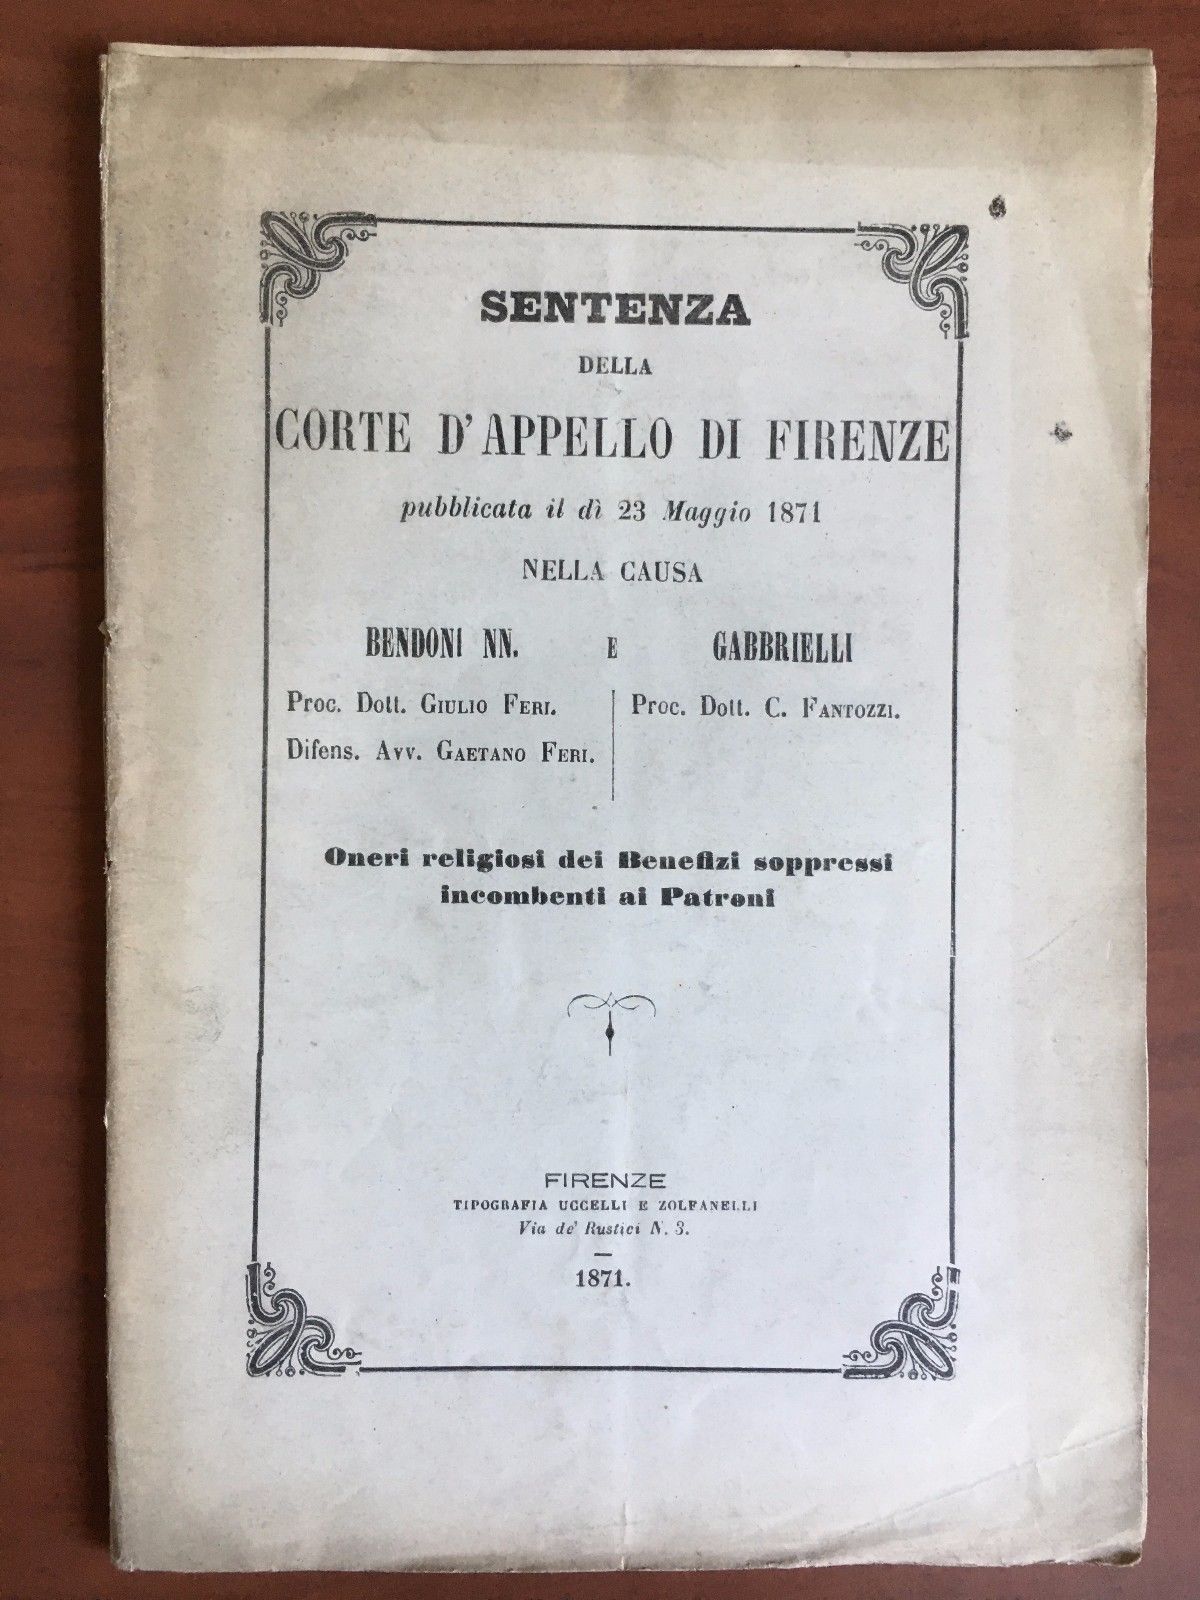 SENTENZA
DELLA
CORTE D'APPELLO DI FIRENZE
pubblicata il dì 23 Maggio 1871
NELLA CAUSA
BENDONI NN. E GABBRIELLI
Proc. Dott. GIULIO FERI. Proc. Dott. C. FANTOZZI.
Difens. Avv. GAETANO FERI.
Oneri religiosi dei Benefizi soppressi
incombenti ai Patroni
FIRENZE
TIPOGRAFIA UCCELLI E ZOLFANELLI
Via de' Rustici N. 3.
1871.